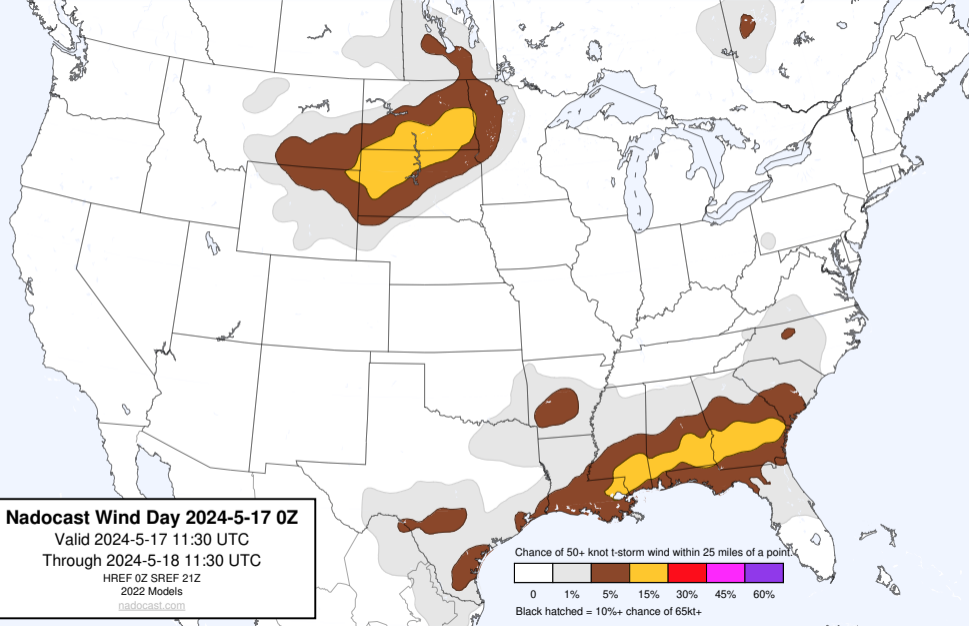 Nadocast Wind Day 2024-5-17 0Z
Valid 2024-5-17 11:30 UTC
Through 2024-5-18 11:30 UTC
HREF 0Z SREF 21Z
2022 Models
nadocast.com
Chance of 50+ knot t-storm wind within 25 miles of a point.
0 1% 5% 15% 30% 45% 60%
Black hatched = 10%+ chance of 65kt+